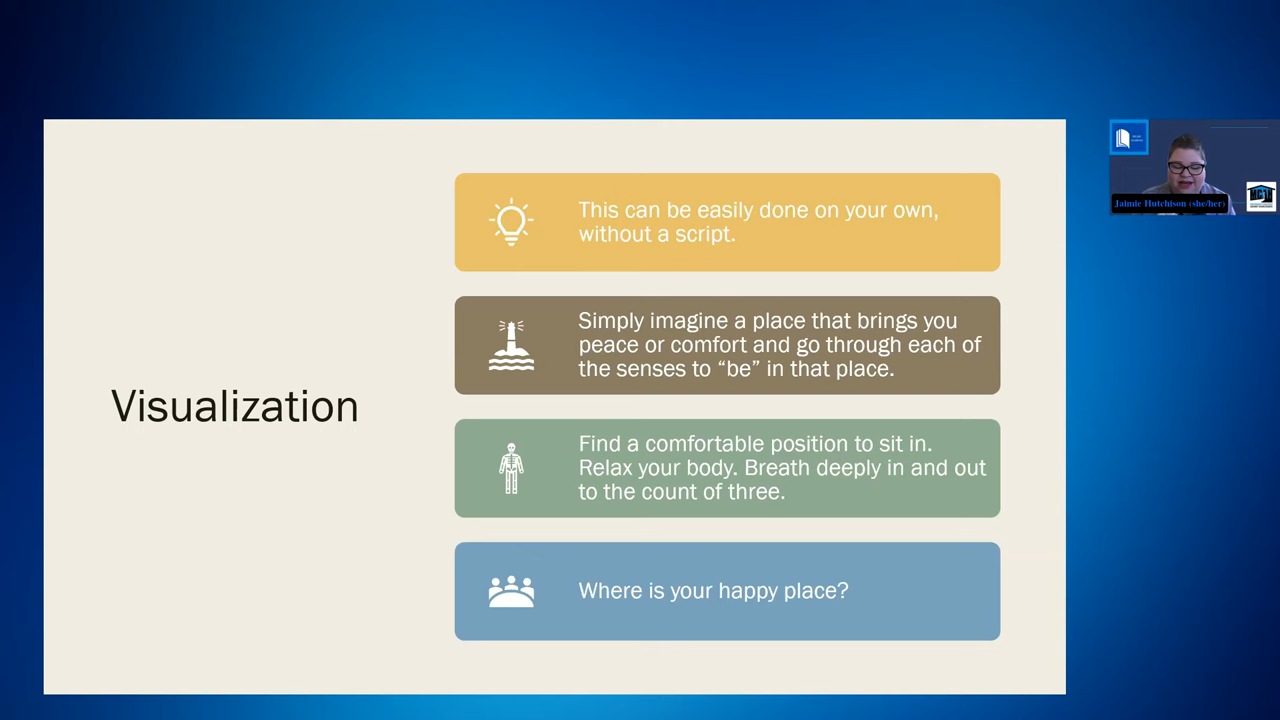 Visualization
This can be easily done on your own,
without a script.
Simply imagine a place that brings you
peace or comfort and go through each of
the senses to “be” in that place.
Find a comfortable position to sit in.
Relax your body. Breath deeply in and out
to the count of three.
Where is your happy place?
Jaimie Hutchison (she/her)